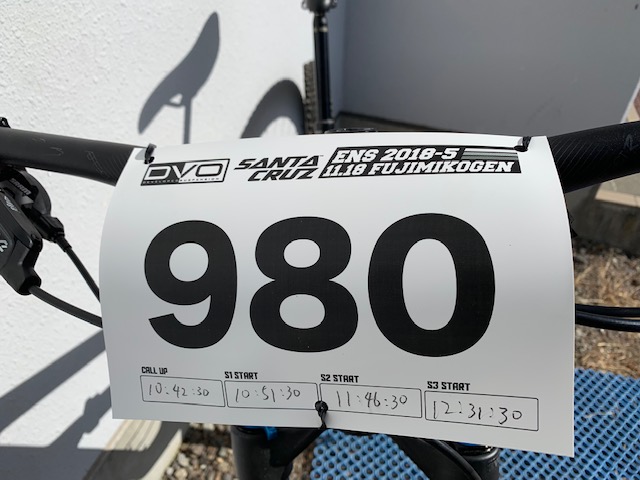 DVO
SANTA CRUZ
ENS 2018-5
11.18 FUJIMIKOGEN
980
CALL UP
10:42:30
S1 START
10:51:30
S2 START
11:46:30
S3 START
12:31:30